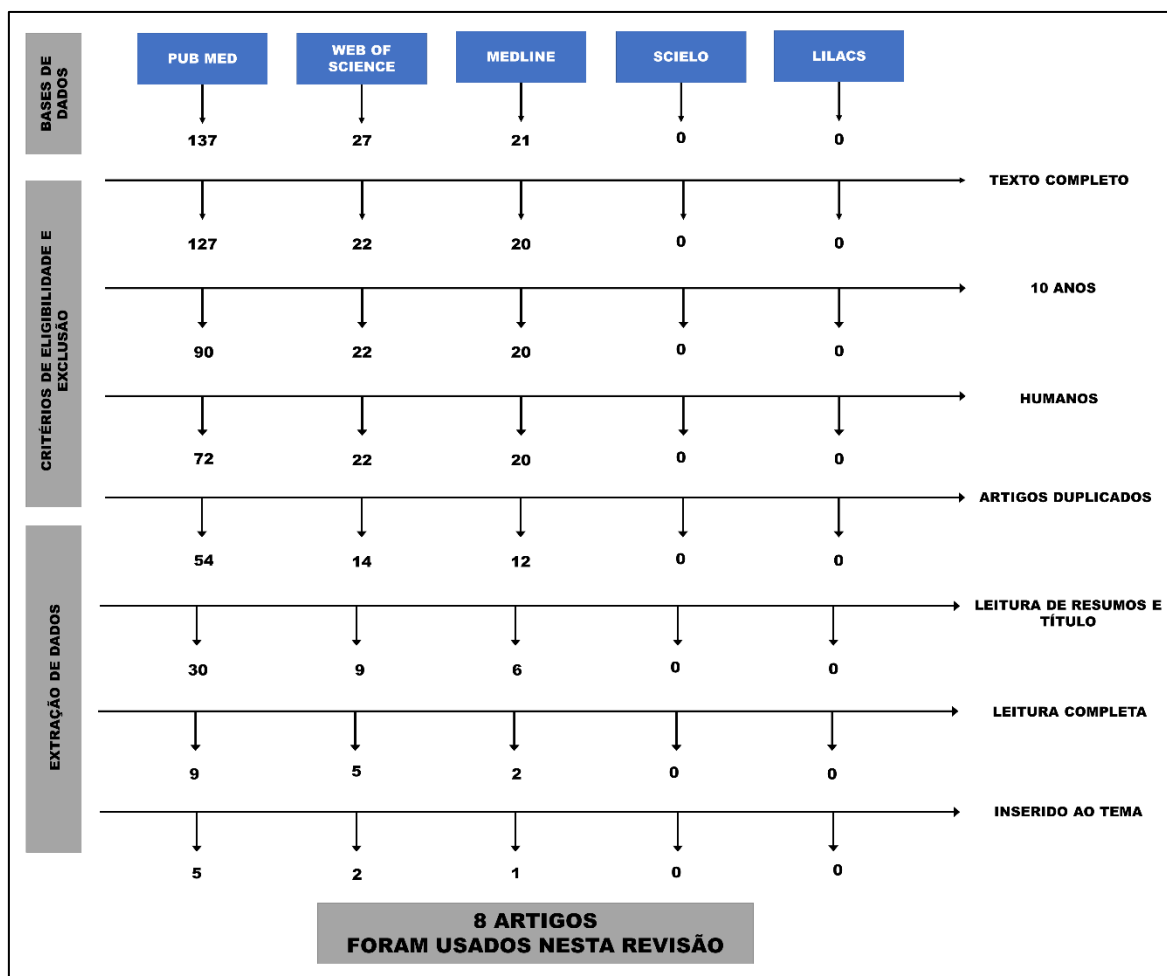 BASES DE
DADOS
PUB MED
WEB OF
SCIENCE
MEDLINE
SCIELO
LILACS
137
27
21
0
0
TEXTO COMPLETO
CRITÉRIOS DE ELIGIBILIDADE E
EXCLUSÃO
127
22
20
0
0
10 ANOS
90
22
20
0
0
HUMANOS
72
22
20
0
0
ARTIGOS DUPLICADOS
EXTRAÇÃO DE DADOS
54
14
12
0
0
LEITURA DE RESUMOS E
TÍTULO
30
9
6
0
0
LEITURA COMPLETA
9
5
2
0
0
INSERIDO AO TEMA
5
2
1
0
0
8 ARTIGOS
FORAM USADOS NESTA REVISÃO